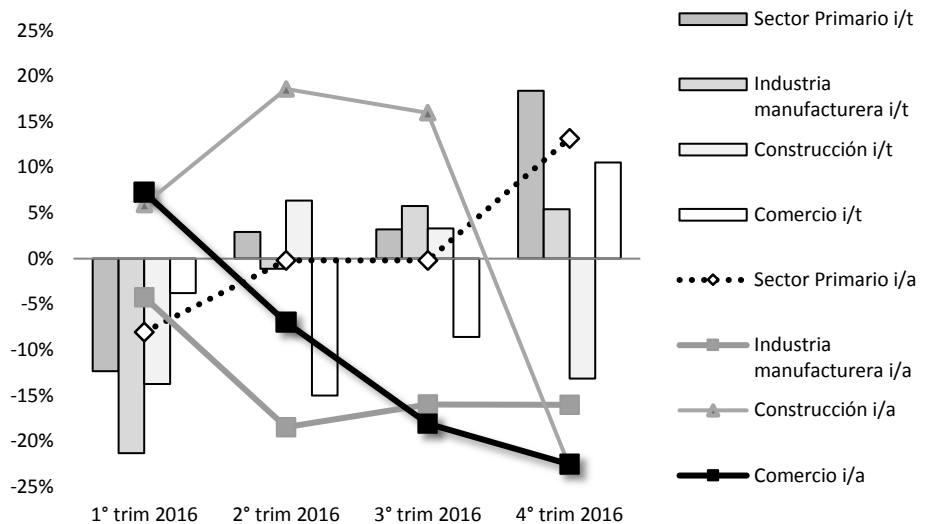 25%
20%
15%
10%
5%
0%
-5%
-10%
-15%
-20%
-25%
1° trim 2016
2° trim 2016
3° trim 2016
4° trim 2016
Sector Primario i/t
Industria
manufacturera i/t
Construcción i/t
Comercio i/t
Sector Primario i/a
Industria
manufacturera i/a
Construcción i/a
Comercio i/a